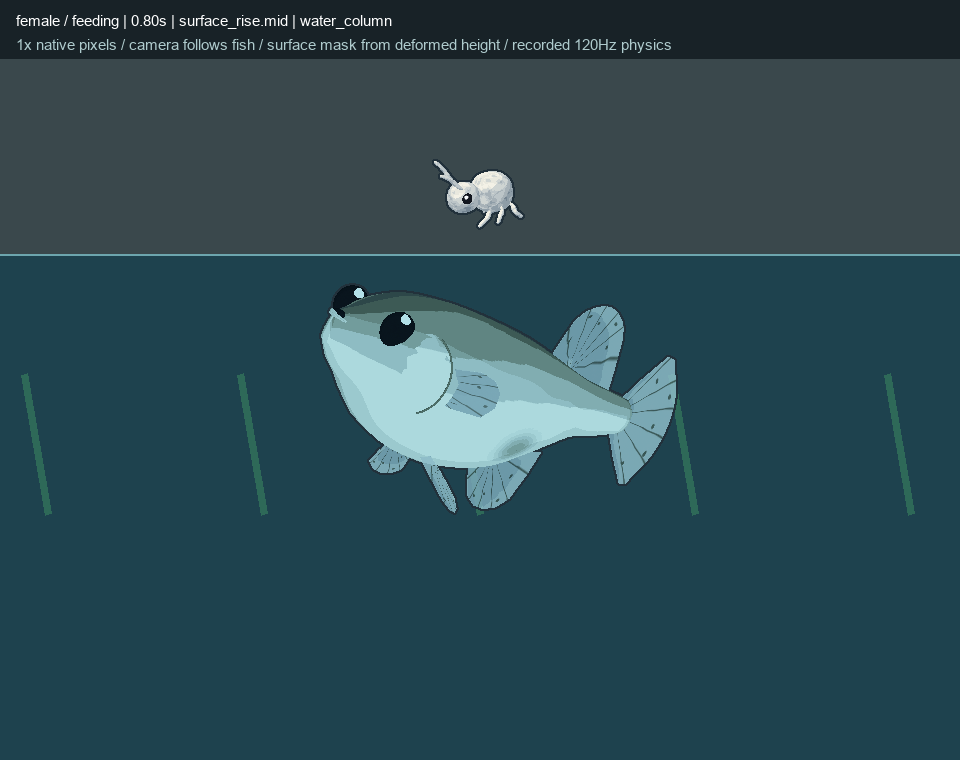 female / feeding | 0.80s | surface_rise.mid | water_column
1x native pixels / camera follows fish / surface mask from deformed height / recorded 120Hz physics